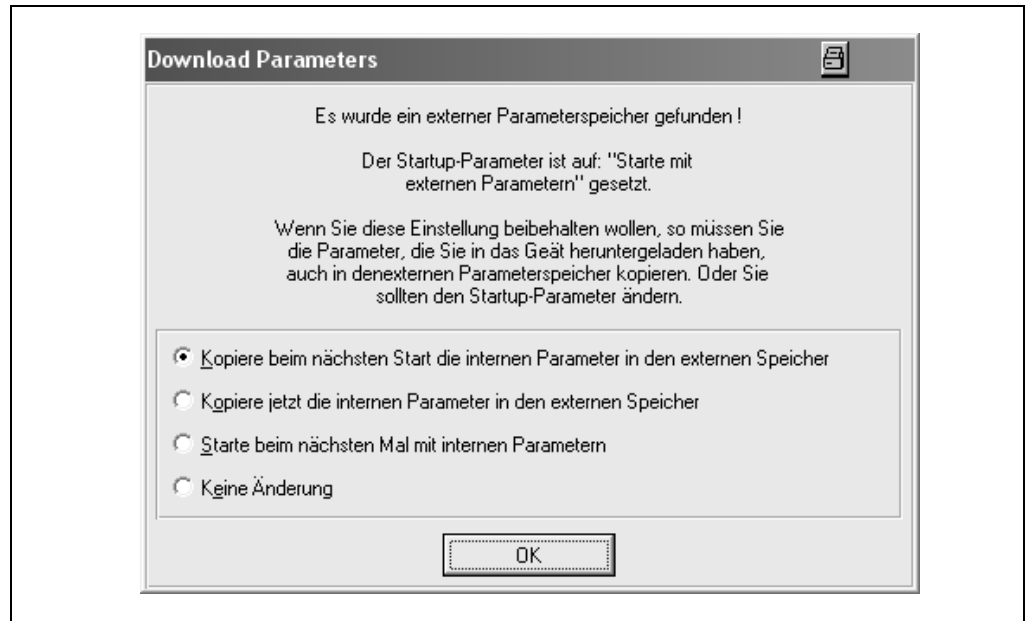 Download Parameters
Es wurde ein externer Parameterspeicher gefunden !
Der Startup-Parameter ist auf: "Starte mit
externen Parametern" gesetzt.
Wenn Sie diese Einstellung beibehalten wollen, so müssen Sie
die Parameter, die Sie in das Geät heruntergeladen haben,
auch in denexternen Parameterspeicher kopieren. Oder Sie
sollten den Startup-Parameter ändern.
Kopiere beim nächsten Start die internen Parameter in den externen Speicher
Kopiere jetzt die internen Parameter in den externen Speicher
Starte beim nächsten Mal mit internen Parametern
Keine Änderung
OK